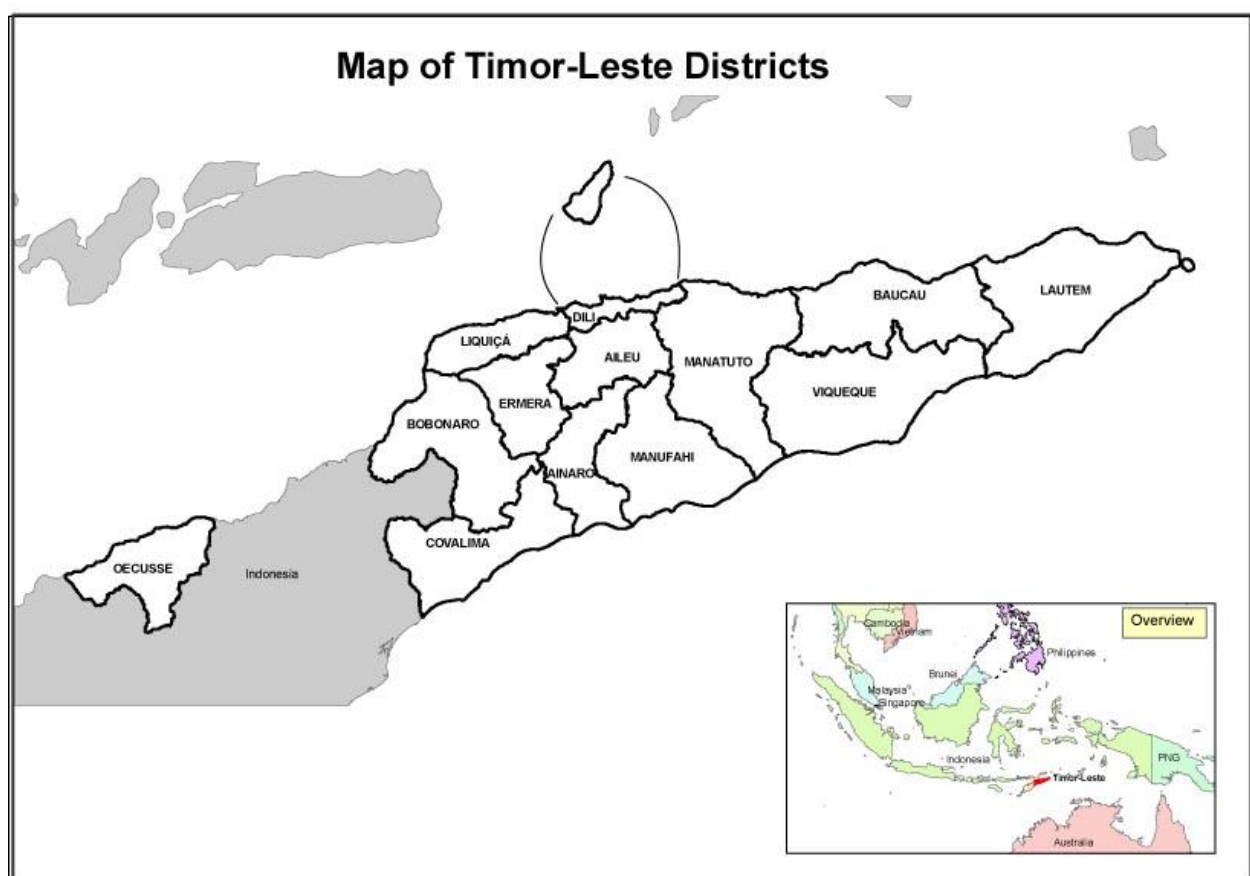 Map of Timor-Leste Districts
LAUTEM
BAUCAU
DILI
LIQUIÇÁ
AILEU
MANATUTO
VIQUEQUE
ERMERA
BOBONARO
MANUFAHI
AINARO
COVALIMA
OECUSSE
Indonesia
Overview
Cambodia
Vietnam
Philippines
Brunei
Malaysia
Singapore
Indonesia
PNG
Timor-Leste
Australia